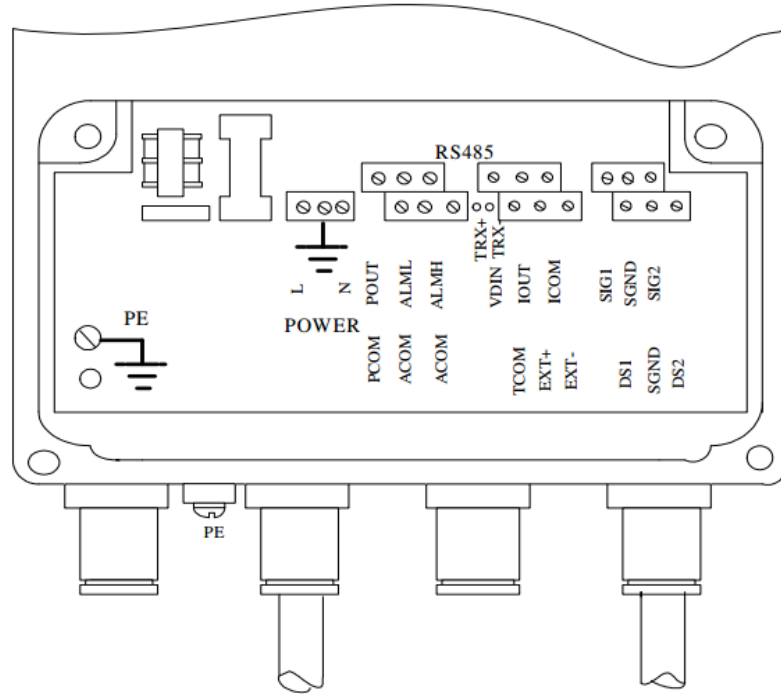 RS485
TRX+ TRX-
L N POUT ALML ALMH VDIN IOUT ICOM SIG1 SGND SIG2
PE
POWER
PCOM ACOM ACOM TCOM EXT+ EXT- DS1 SGND DS2
PE